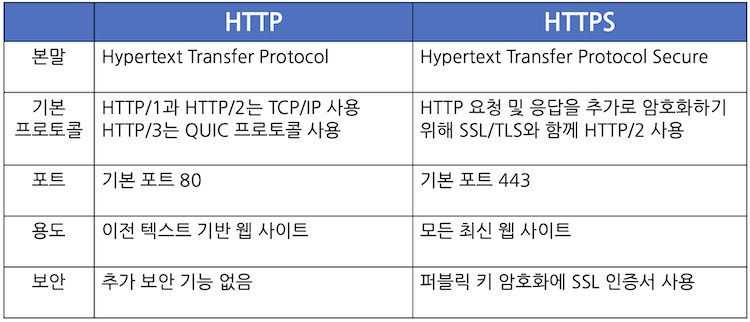 HTTP
HTTPS
본말
Hypertext Transfer Protocol
Hypertext Transfer Protocol Secure
기본
프로토콜
HTTP/1과 HTTP/2는 TCP/IP 사용
HTTP/3는 QUIC 프로토콜 사용
HTTP 요청 및 응답을 추가로 암호화하기
위해 SSL/TLS와 함께 HTTP/2 사용
포트
기본 포트 80
기본 포트 443
용도
이전 텍스트 기반 웹 사이트
모든 최신 웹 사이트
보안
추가 보안 기능 없음
퍼블릭 키 암호화에 SSL 인증서 사용